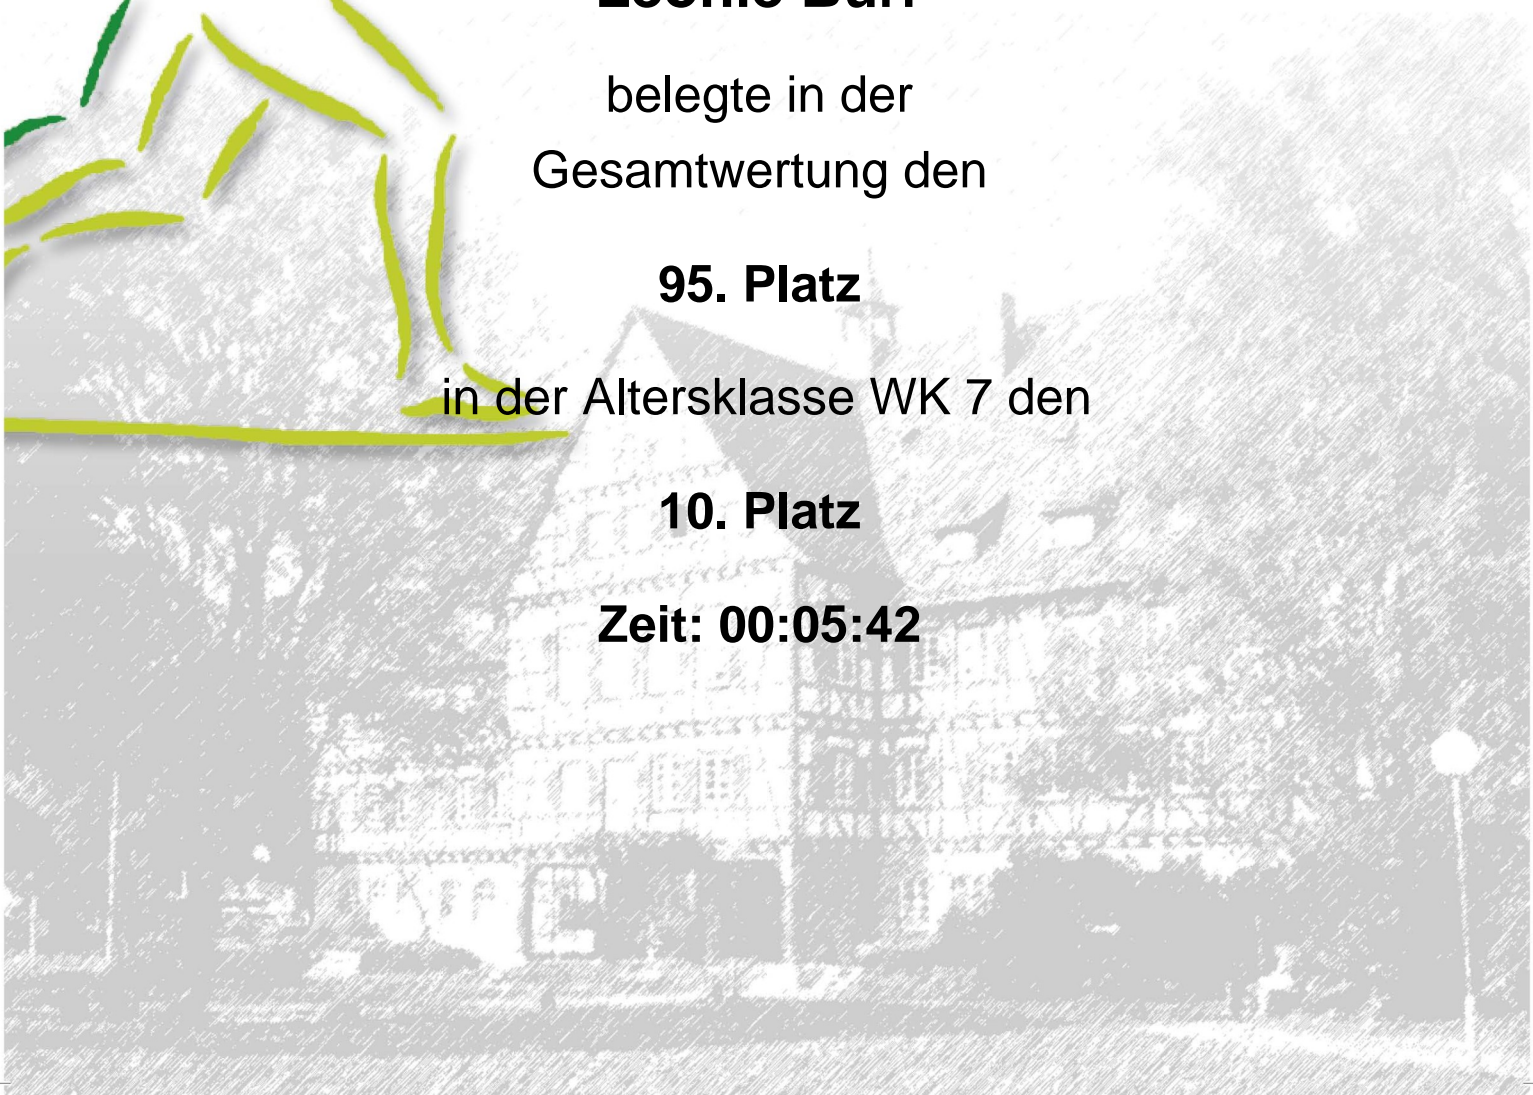 belegte in der
Gesamtwertung den
95. Platz
in der Altersklasse WK 7 den
10. Platz
Zeit: 00:05:42